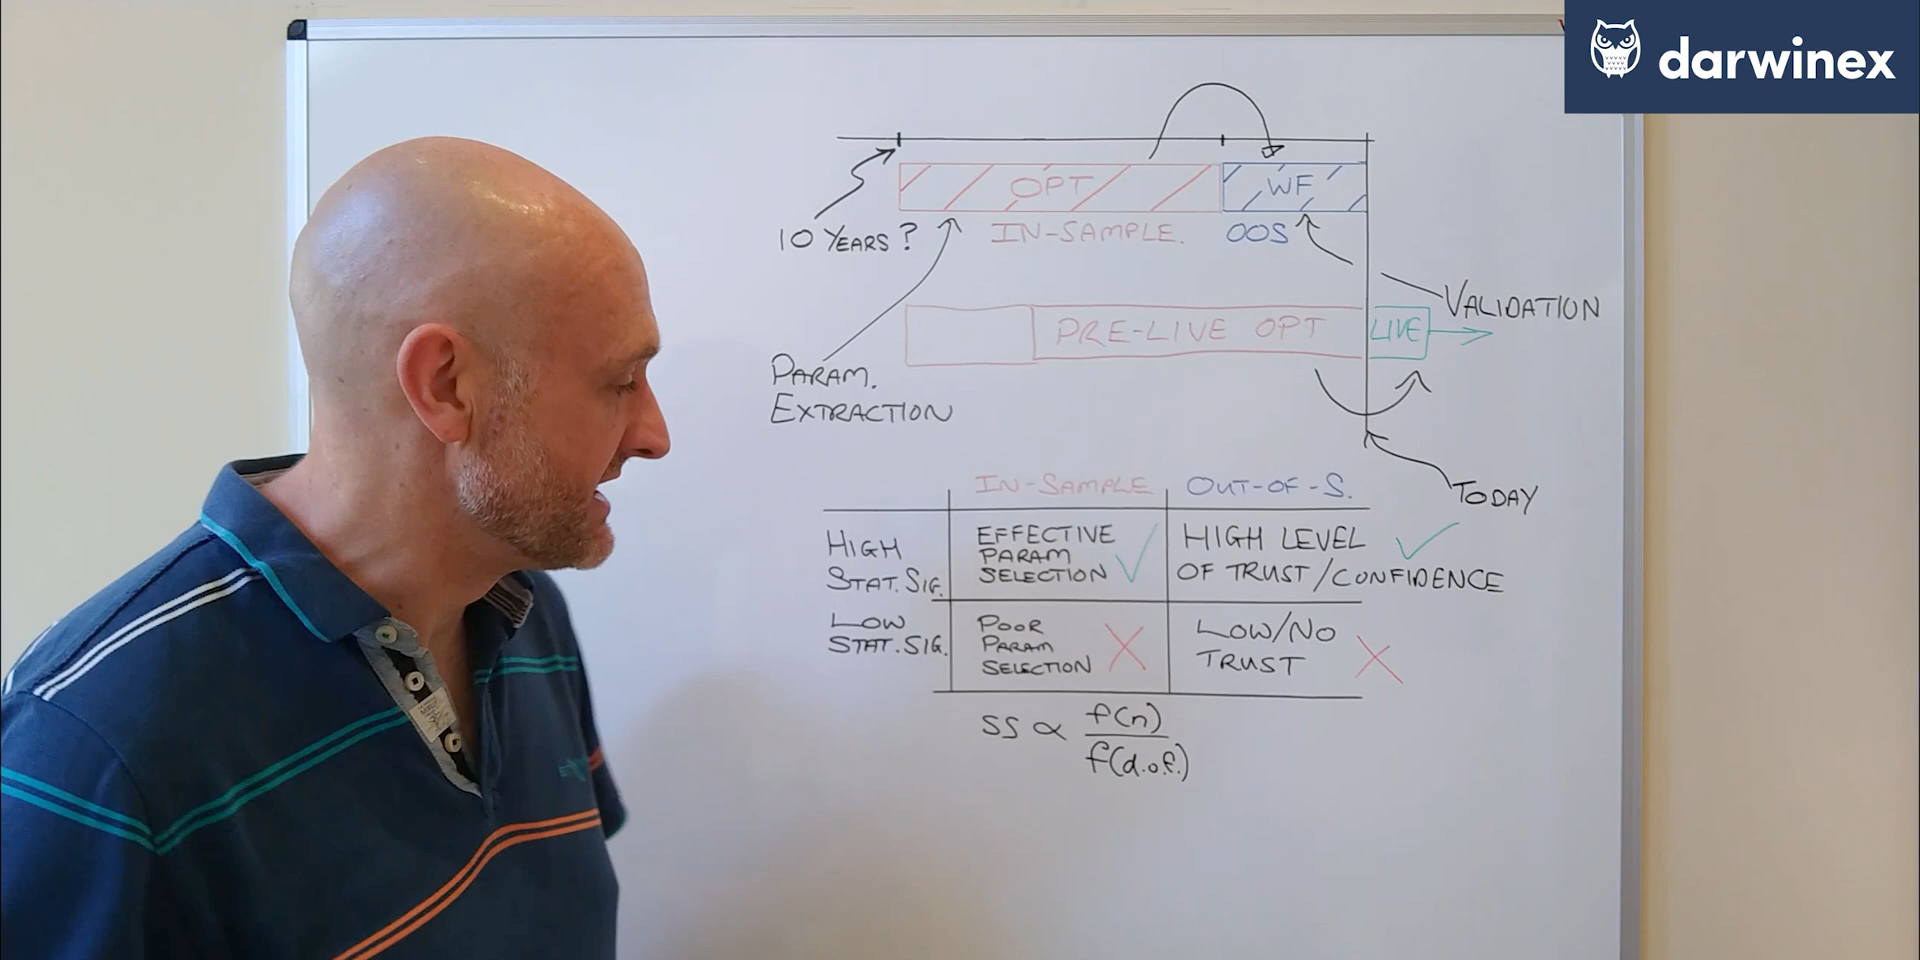 darwinex
OPT
WF
10 YEARS?
IN-SAMPLE.
OOS
VALIDATION
PRE-LIVE OPT
LIVE
PARAM.
EXTRACTION
TODAY
IN-SAMPLE
OUT-OF-S.
HIGH
STAT.SIG.
EFFECTIVE
PARAM
SELECTION
HIGH LEVEL
OF TRUST/CONFIDENCE
LOW
STAT.SIG.
POOR
PARAM
SELECTION
LOW/NO
TRUST
SS ∝ f(n)
f(d.o.f.)